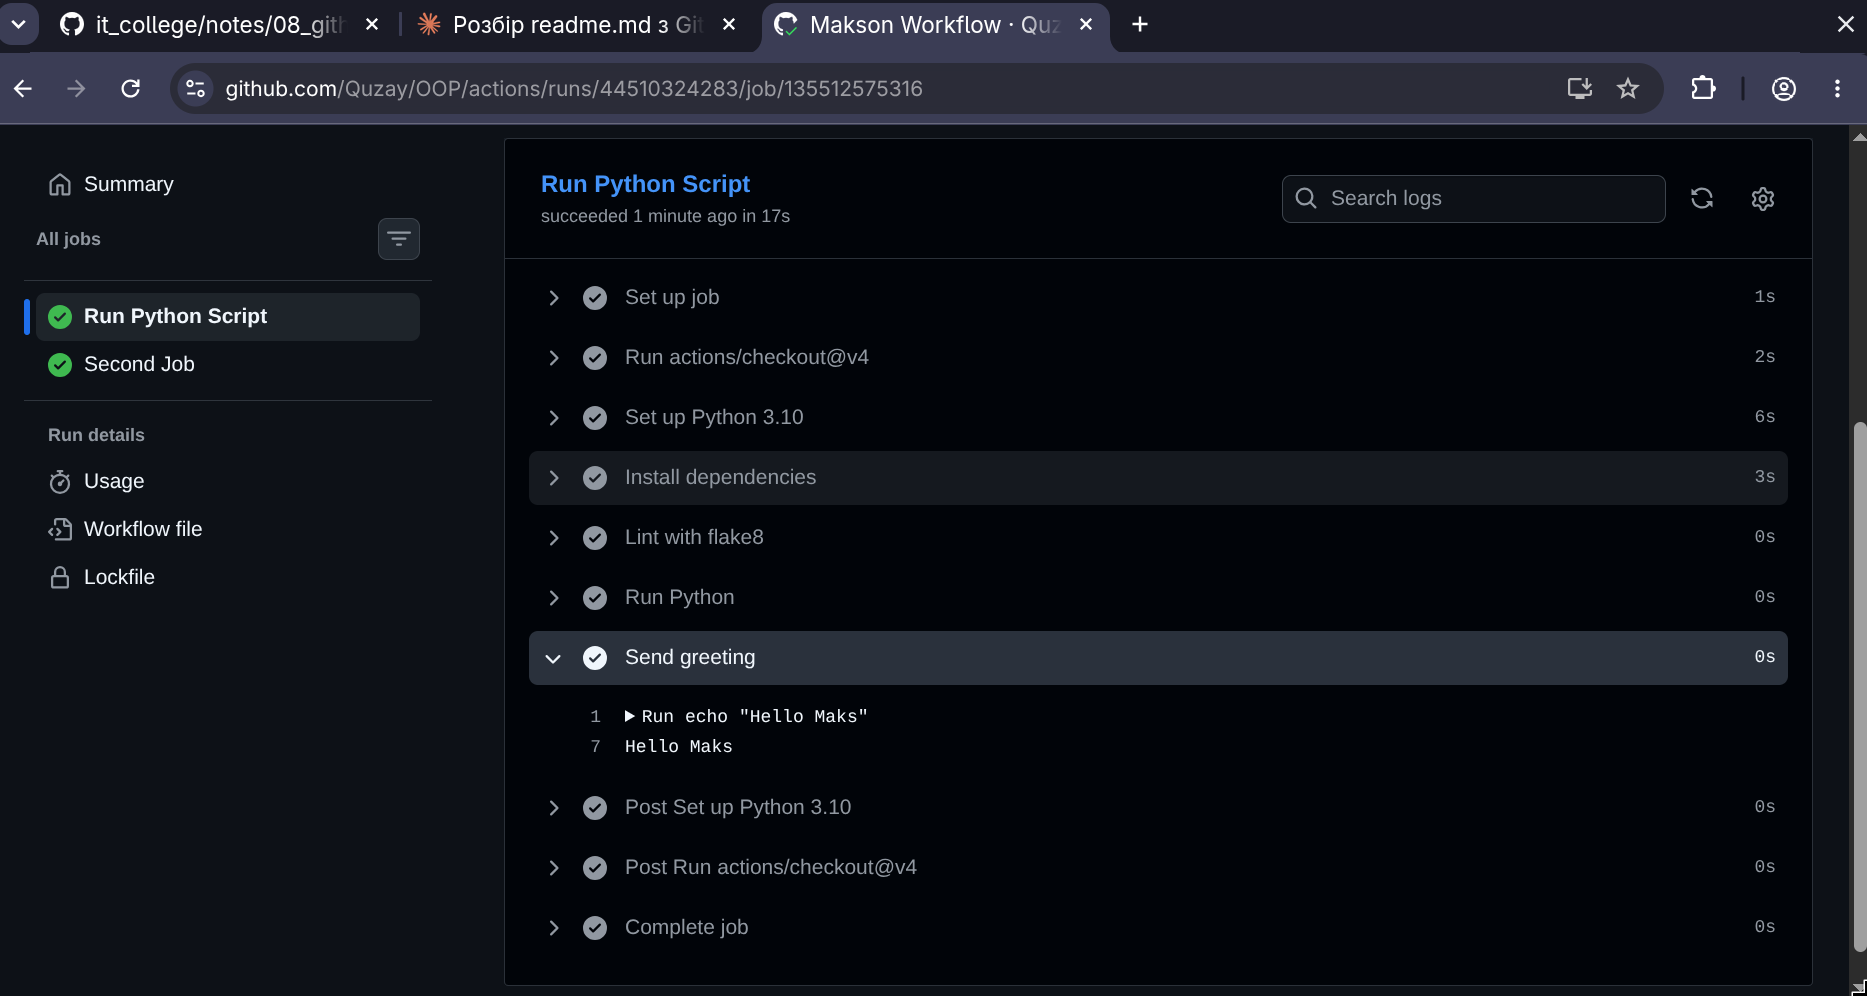 it_college/notes/08_gith
Розбір readme.md з Git
Makson Workflow · Quz
github.com/Quzay/OOP/actions/runs/44510324283/job/135512575316
Summary
All jobs
Run Python Script
Second Job
Run details
Usage
Workflow file
Lockfile
Run Python Script
succeeded 1 minute ago in 17s
Search logs
Set up job 1s
Run actions/checkout@v4 2s
Set up Python 3.10 6s
Install dependencies 3s
Lint with flake8 0s
Run Python 0s
Send greeting 0s
1 Run echo "Hello Maks"
7 Hello Maks
Post Set up Python 3.10 0s
Post Run actions/checkout@v4 0s
Complete job 0s